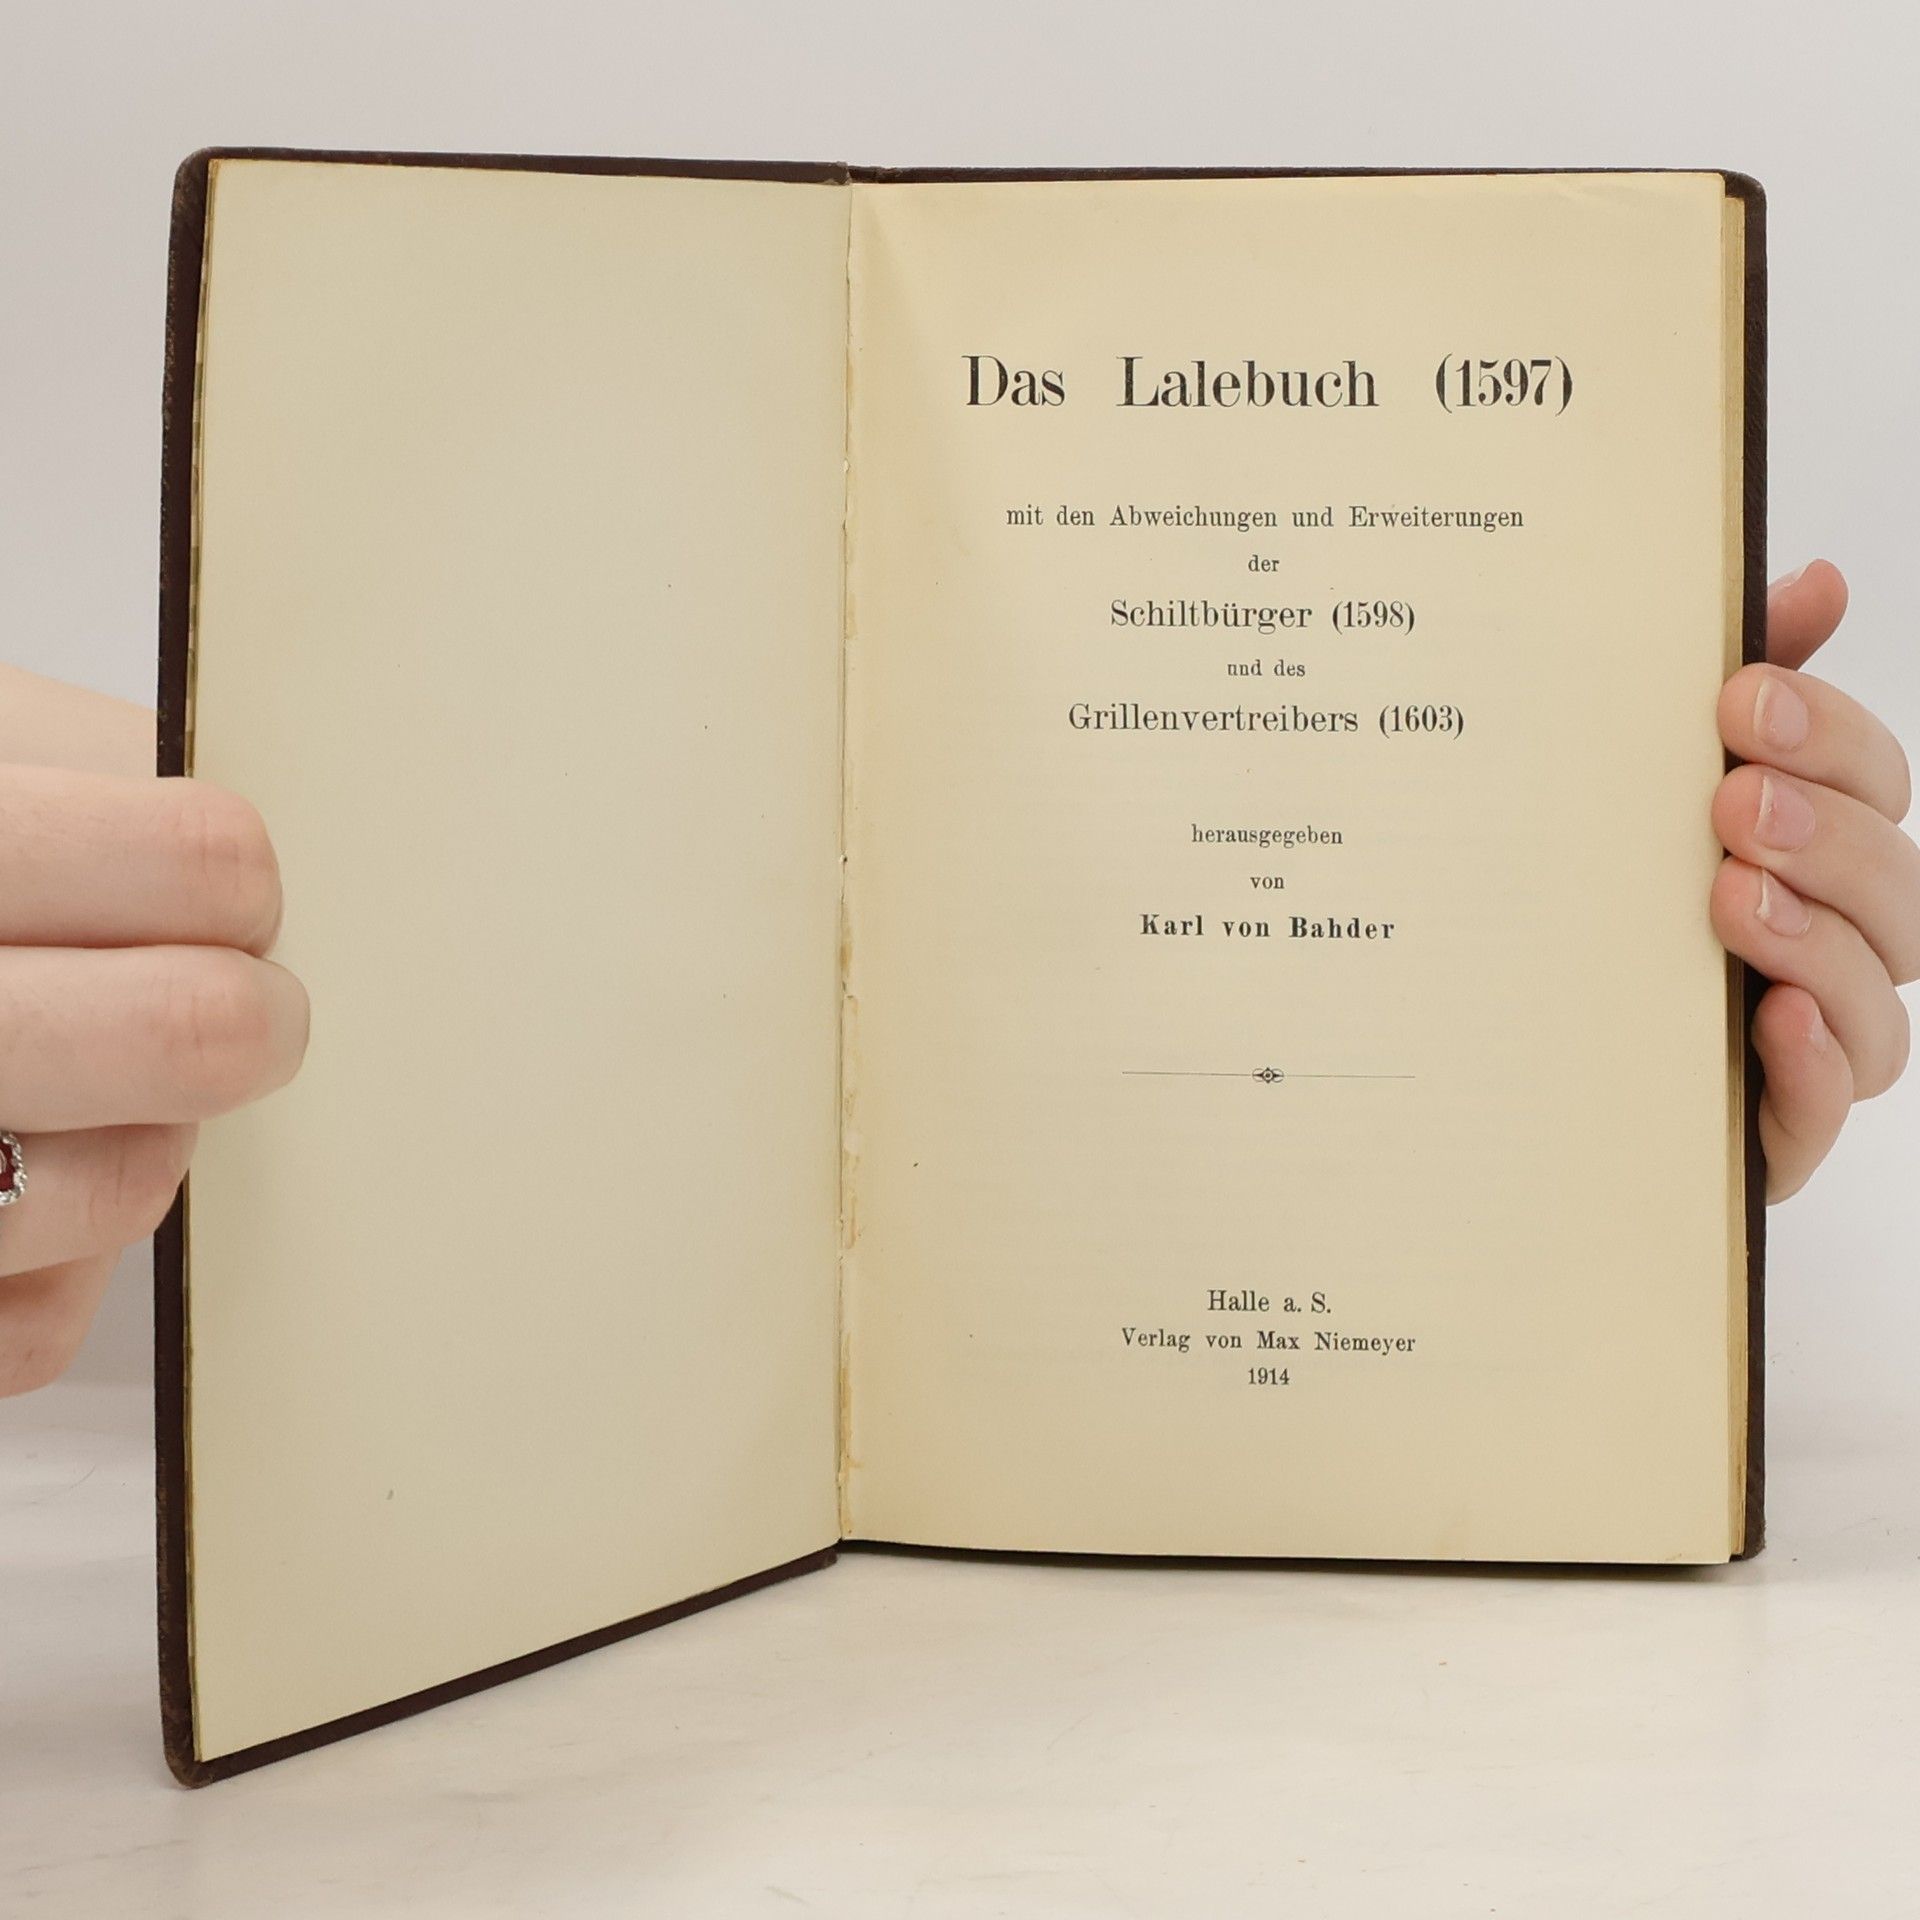 Das Lalebuch (1597)
mit den Abweichungen und Erweiterungen
der
Schiltbürger (1598)
und des
Grillenvertreibers (1603)
herausgegeben
von
Karl von Bahder
Halle a. S.
Verlag von Max Niemeyer
1914